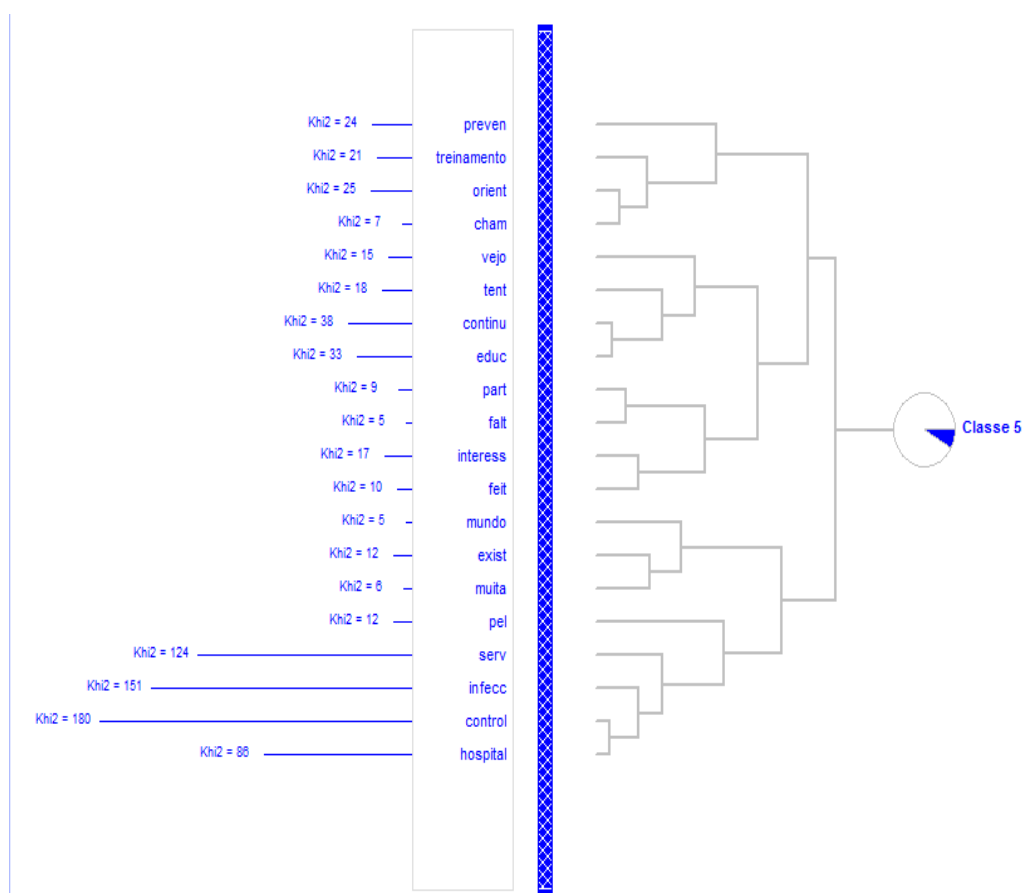 Khi2 = 24 preven
Khi2 = 21 treinamento
Khi2 = 25 orient
Khi2 = 7 cham
Khi2 = 15 vejo
Khi2 = 18 tent
Khi2 = 38 continu
Khi2 = 33 educ
Khi2 = 9 part
Khi2 = 5 falt
Khi2 = 17 interess
Classe 5
Khi2 = 10 feit
Khi2 = 5 mundo
Khi2 = 12 exist
Khi2 = 6 muita
Khi2 = 12 pel
Khi2 = 124 serv
Khi2 = 151 infecc
Khi2 = 180 control
Khi2 = 86 hospital